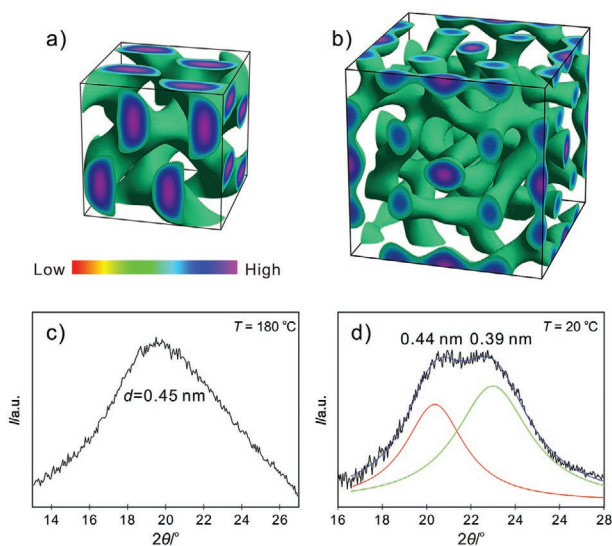 a)
b)
Low High
c)
T = 180 °C
d=0.45 nm
I/a.u.
14 16 18 20 22 24 26
2θ/°
d)
T = 20 °C
0.44 nm 0.39 nm
I/a.u.
16 18 20 22 24 26 28
2θ/°